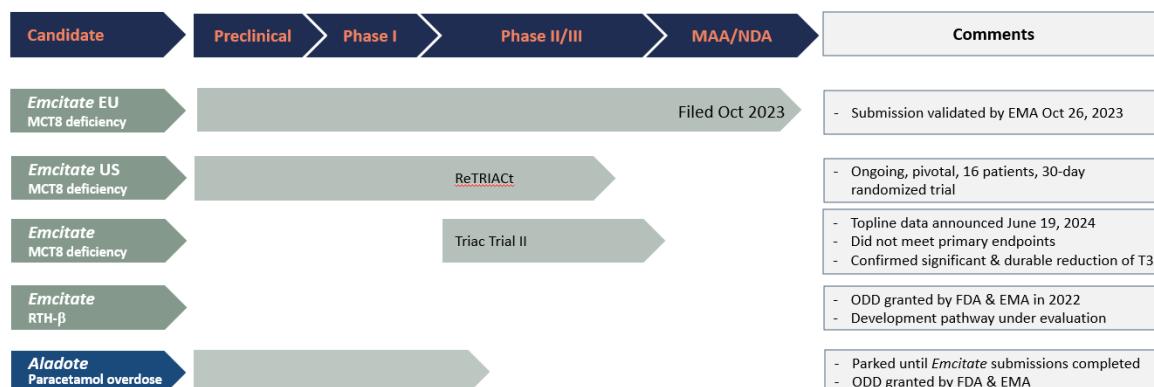 Candidate
Preclinical
Phase I
Phase II/III
MAA/NDA
Comments
Emcitate EU
MCT8 deficiency
Filed Oct 2023
- Submission validated by EMA Oct 26, 2023
Emcitate US
MCT8 deficiency
ReTRIACt
- Ongoing, pivotal, 16 patients, 30-day
randomized trial
Emcitate
MCT8 deficiency
Triac Trial II
- Topline data announced June 19, 2024
- Did not meet primary endpoints
- Confirmed significant & durable reduction of T3
Emcitate
RTH-β
- ODD granted by FDA & EMA in 2022
- Development pathway under evaluation
Aladote
Paracetamol overdose
- Parked until Emcitate submissions completed
- ODD granted by FDA & EMA